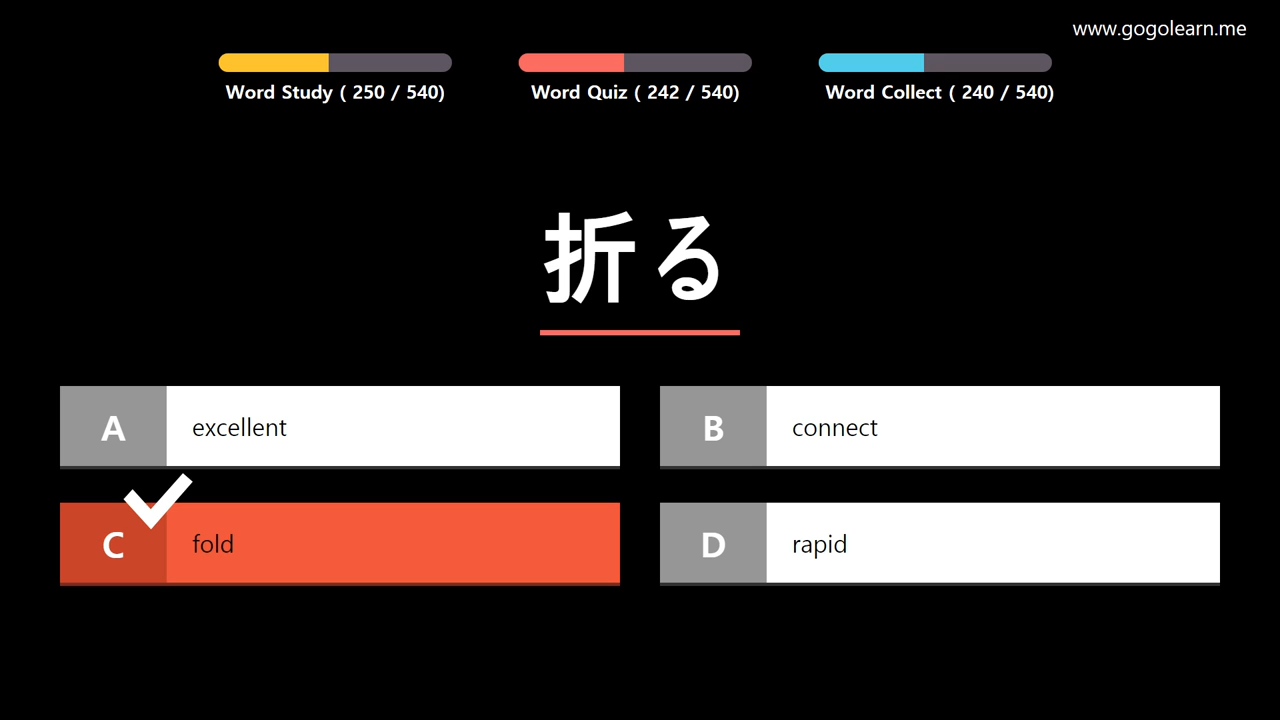 www.gogolearn.me
Word Study ( 250 / 540)
Word Quiz ( 242 / 540)
Word Collect ( 240 / 540)
折る
A excellent
B connect
C fold
D rapid